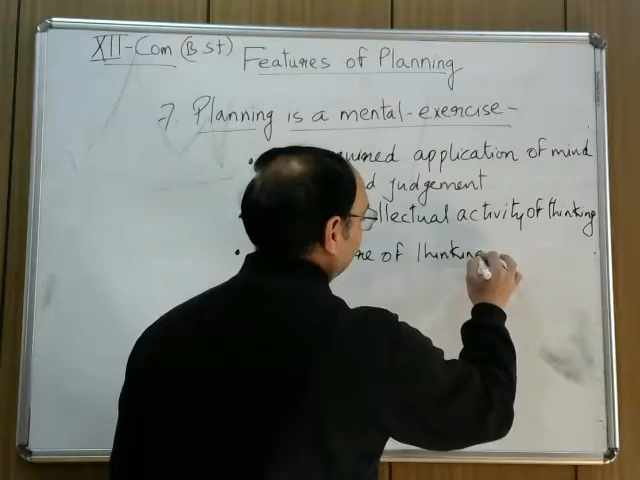 XII-Com (B St) Features of Planning
7. Planning is a mental-exercise-
application of mind
judgement
activity of thinking
of thinking